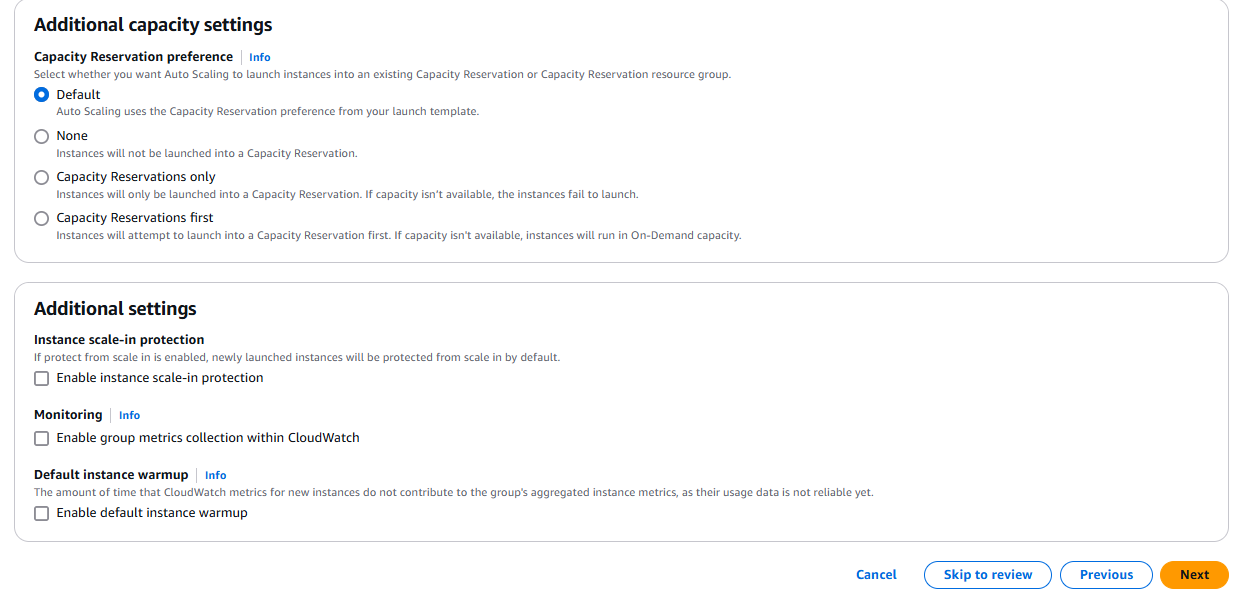 Additional capacity settings
Capacity Reservation preference Info
Select whether you want Auto Scaling to launch instances into an existing Capacity Reservation or Capacity Reservation resource group.
Default
Auto Scaling uses the Capacity Reservation preference from your launch template.
None
Instances will not be launched into a Capacity Reservation.
Capacity Reservations only
Instances will only be launched into a Capacity Reservation. If capacity isn't available, the instances fail to launch.
Capacity Reservations first
Instances will attempt to launch into a Capacity Reservation first. If capacity isn't available, instances will run in On-Demand capacity.
Additional settings
Instance scale-in protection
If protect from scale in is enabled, newly launched instances will be protected from scale in by default.
Enable instance scale-in protection
Monitoring Info
Enable group metrics collection within CloudWatch
Default instance warmup Info
The amount of time that CloudWatch metrics for new instances do not contribute to the group's aggregated instance metrics, as their usage data is not reliable yet.
Enable default instance warmup
Cancel Skip to review Previous Next